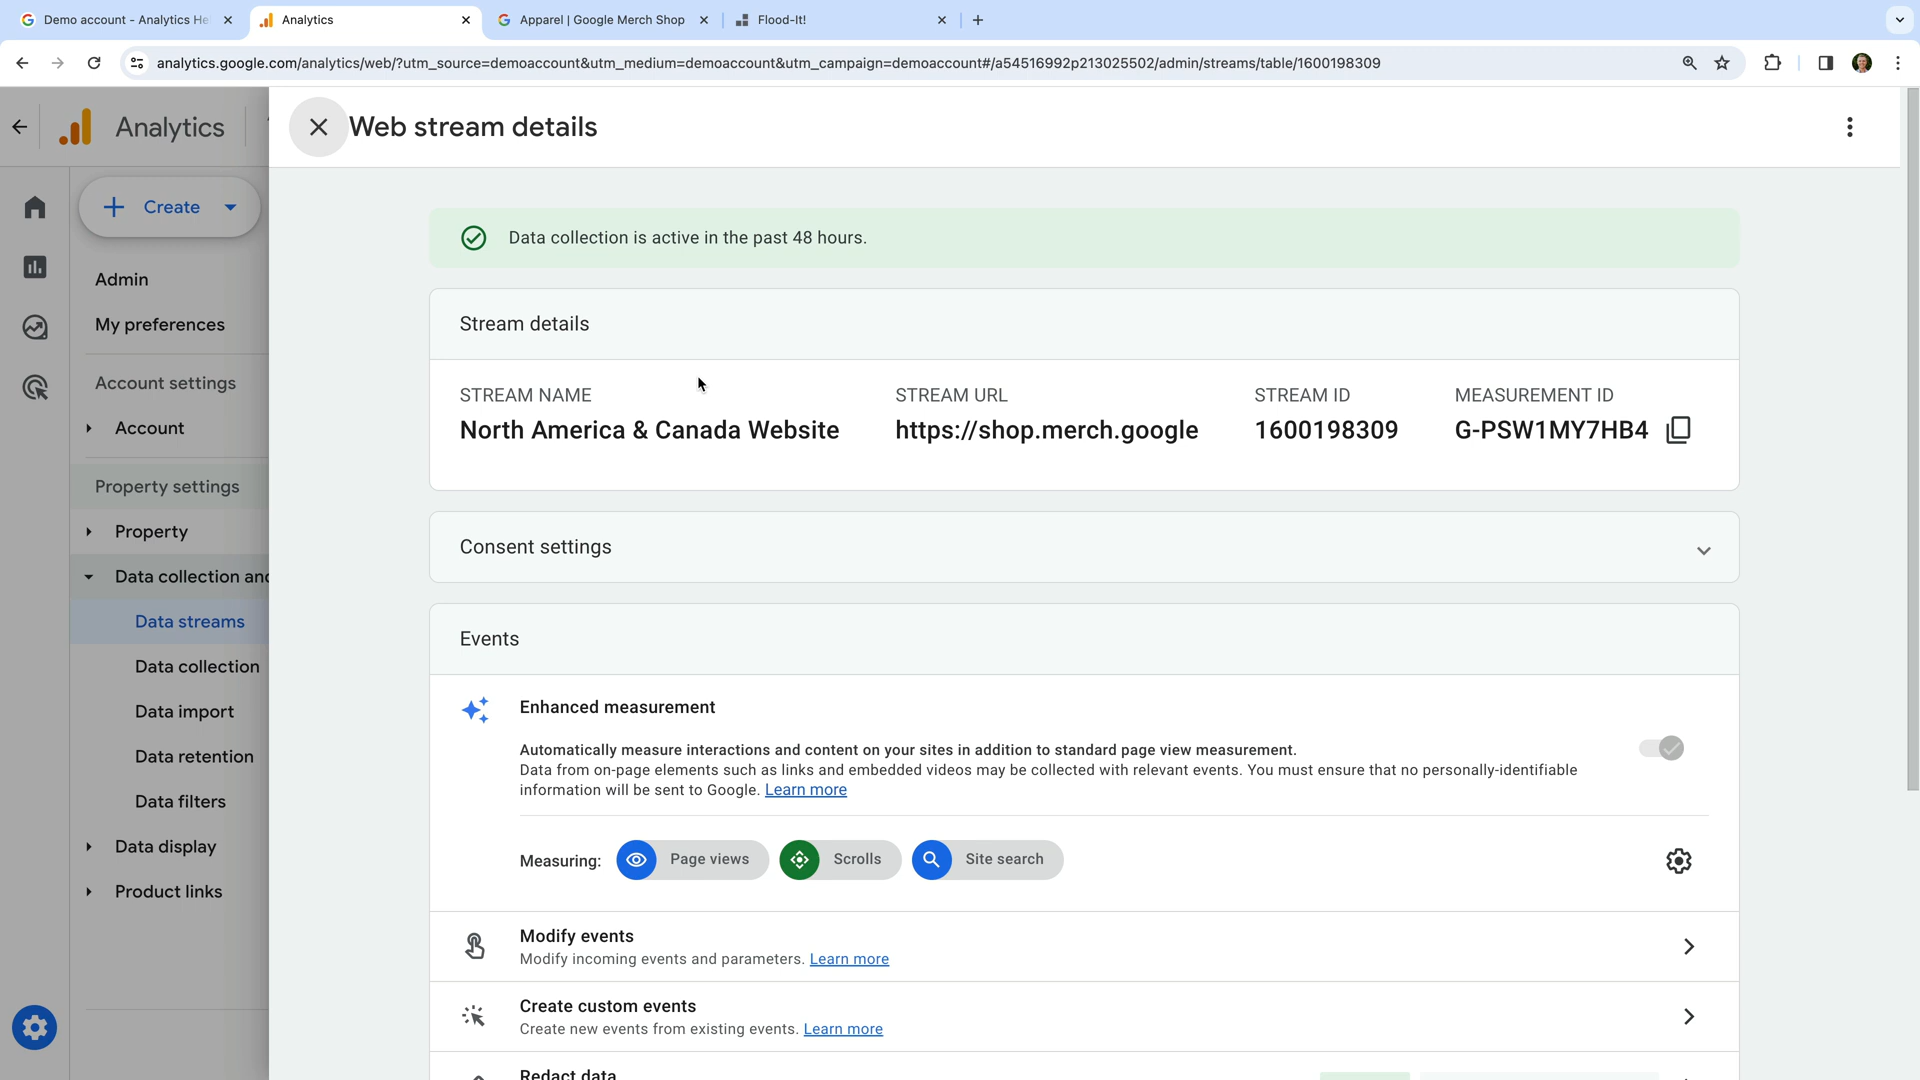 Demo account - Analytics He
Analytics
Apparel | Google Merch Shop
Flood-It!
analytics.google.com/analytics/web/?utm_source=demoaccount&utm_medium=demoaccount&utm_campaign=demoaccount#/a54516992p213025502/admin/streams/table/1600198309
Analytics
Web stream details
Create
Admin
My preferences
Account settings
Account
Property settings
Property
Data collection and
Data streams
Data collection
Data import
Data retention
Data filters
Data display
Product links
Data collection is active in the past 48 hours.
Stream details
STREAM NAME
North America & Canada Website
STREAM URL
https://shop.merch.google
STREAM ID
1600198309
MEASUREMENT ID
G-PSW1MY7HB4
Consent settings
Events
Enhanced measurement
Automatically measure interactions and content on your sites in addition to standard page view measurement.
Data from on-page elements such as links and embedded videos may be collected with relevant events. You must ensure that no personally-identifiable
information will be sent to Google. Learn more
Measuring: Page views Scrolls Site search
Modify events
Modify incoming events and parameters. Learn more
Create custom events
Create new events from existing events. Learn more
Redact data